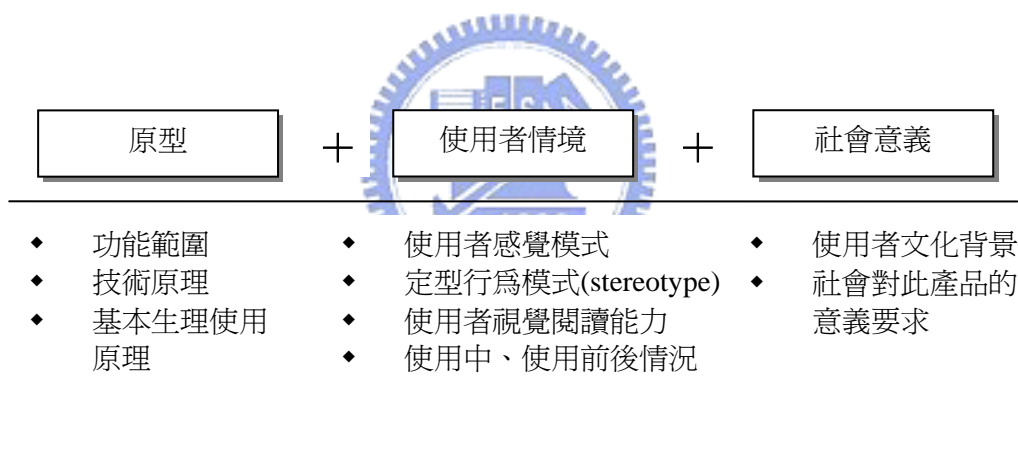 原型 + 使用者情境 + 社會意義
◆ 功能範圍
◆ 技術原理
◆ 基本生理使用
原理
◆ 使用者感覺模式
◆ 定型行為模式(stereotype)
◆ 使用者視覺閱讀能力
◆ 使用中、使用前後情況
◆ 使用者文化背景
◆ 社會對此產品的
意義要求